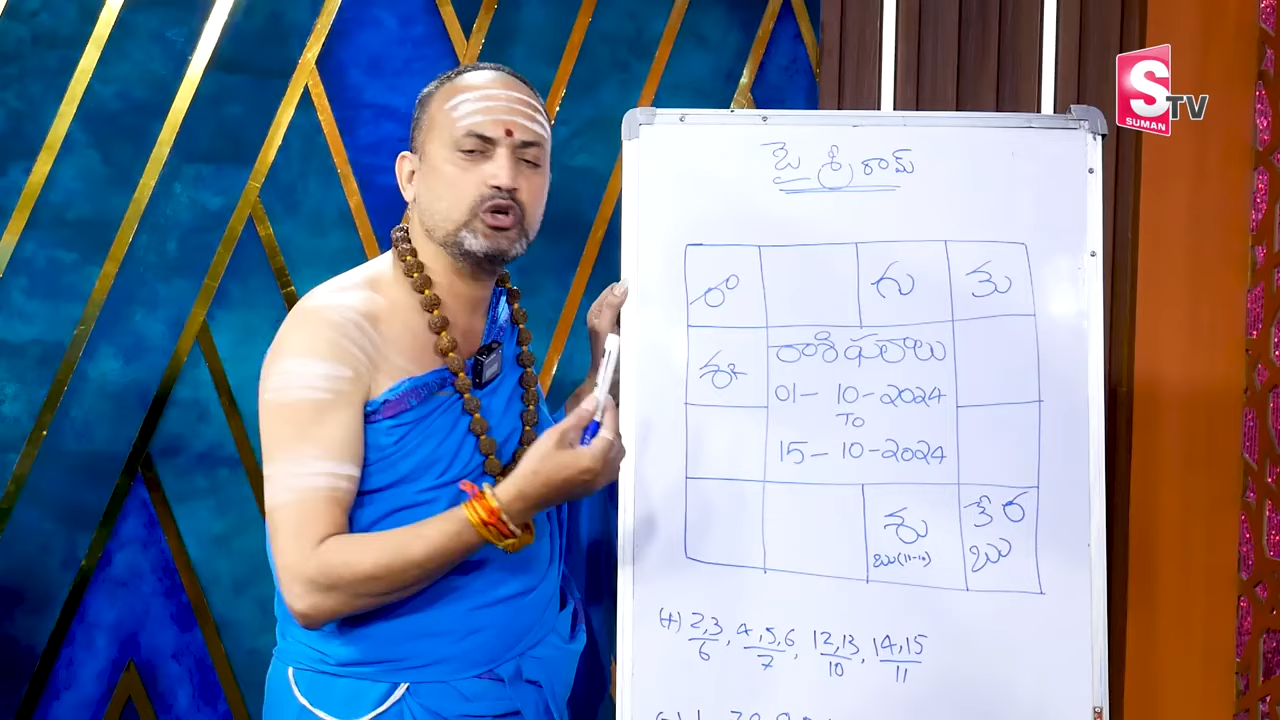 S TV
SUMAN
జై శ్రీ రామ్
రా గు కు
రాశి ఫలాలు
శ
01- 10-2024
TO
15- 10-2024
శు కే ర
బు (11-10) బు
(+) 2,3/6, 4,5,6/7, 12,13/10, 14,15/11